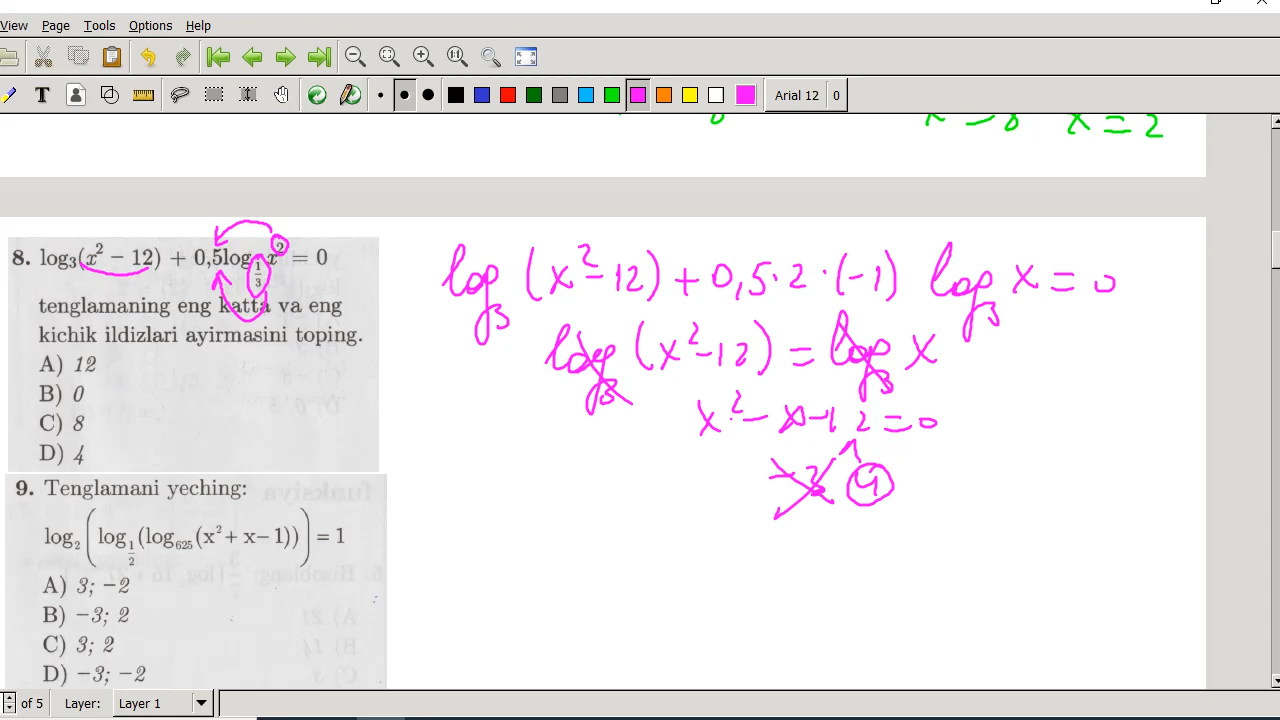 View Page Tools Options Help
T Arial 12 0
x = 2
8. log₃(x² − 12) + 0,5log_{1/3} x² = 0
tenglamaning eng katta va eng
kichik ildizlari ayirmasini toping.
A) 12
B) 0
C) 8
D) 4
9. Tenglamani yeching:
log₂(log_{1/2}(log₆₂₅(x² + x − 1))) = 1
A) 3; −2
B) −3; 2
C) 3; 2
D) −3; −2
log₃(x²−12) + 0,5·2·(−1) log₃x = 0
log₃(x²−12) = log₃x
x² − x − 12 = 0
4
of 5 Layer: Layer 1